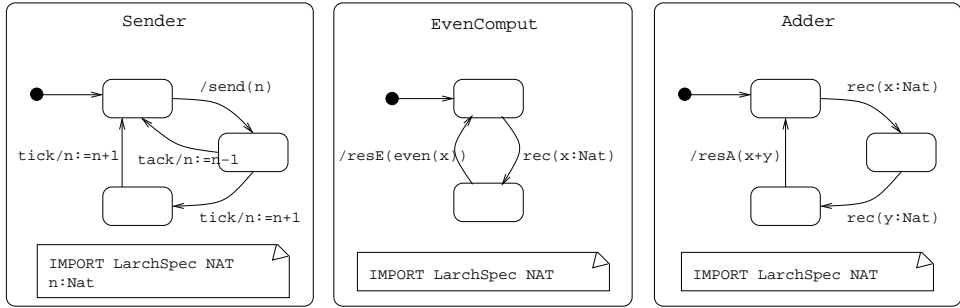 Sender
/send(n)
tick/n:=n+1
tack/n:=n-1
tick/n:=n+1
IMPORT LarchSpec NAT
n:Nat
EvenComput
/resE(even(x))
rec(x:Nat)
IMPORT LarchSpec NAT
Adder
rec(x:Nat)
/resA(x+y)
rec(y:Nat)
IMPORT LarchSpec NAT